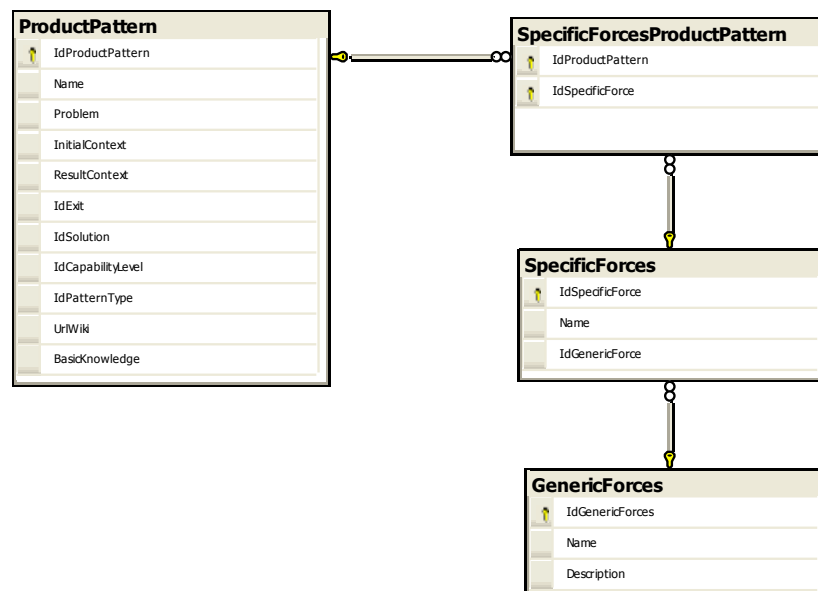 ProductPattern
IdProductPattern
Name
Problem
InitialContext
ResultContext
IdExit
IdSolution
IdCapabilityLevel
IdPatternType
UrlWiki
BasicKnowledge
SpecificForcesProductPattern
IdProductPattern
IdSpecificForce
SpecificForces
IdSpecificForce
Name
IdGenericForce
GenericForces
IdGenericForces
Name
Description